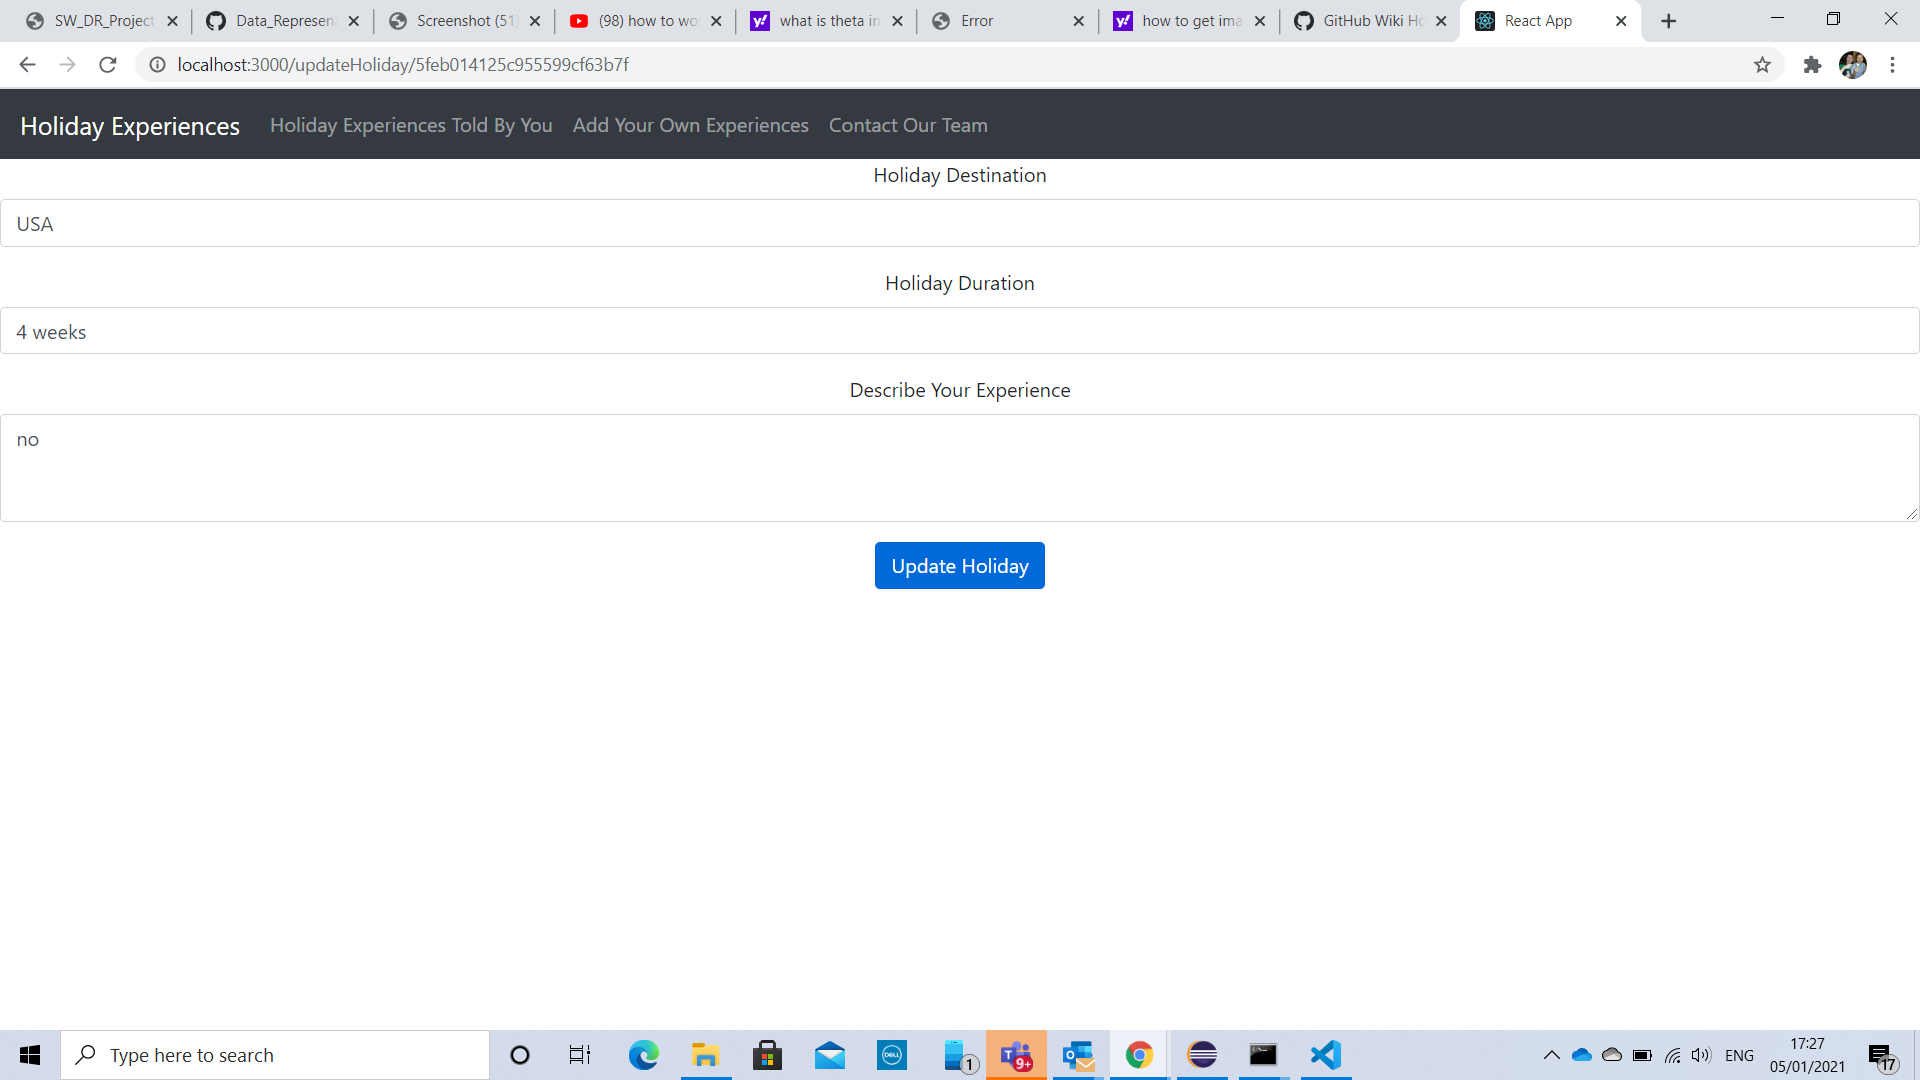 SW_DR_Project
Data_Represen
Screenshot (51)
(98) how to wo
what is theta in
Error
how to get ima
GitHub Wiki Ho
React App
localhost:3000/updateHoliday/5feb014125c955599cf63b7f
Holiday Experiences Holiday Experiences Told By You Add Your Own Experiences Contact Our Team
Holiday Destination
USA
Holiday Duration
4 weeks
Describe Your Experience
no
Update Holiday
Type here to search
DELL
1
T
9+
O
ENG
17:27
05/01/2021
17